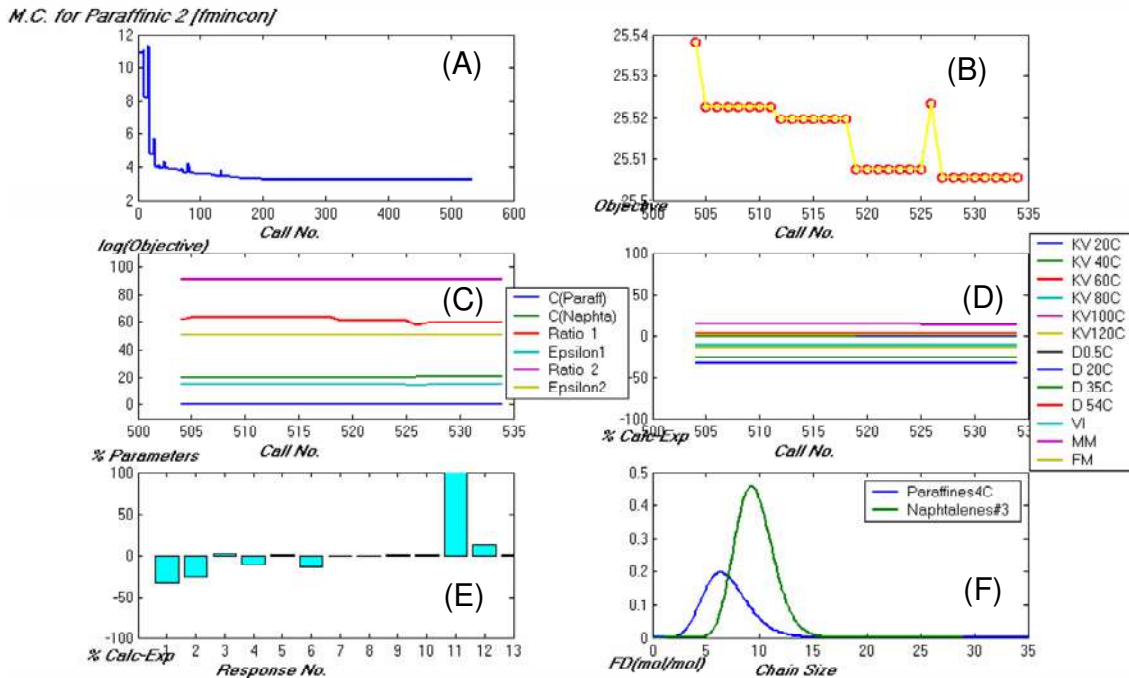 M.C. for Paraffinic 2 [fmincon]
12
10
8
6
4
2
(A)
0 100 200 300 400 500 600
Call No.
log(Objective)
25.54
25.53
25.52
25.51
25.5
(B)
500 505 510 515 520 525 530 535
Objective
Call No.
100
80
60
40
20
0
(C)
C(Paraff)
C(Naphta)
Ratio 1
Epsilon1
Ratio 2
Epsilon2
500 505 510 515 520 525 530 535
% Parameters
Call No.
100
50
0
-50
-100
(D)
KV 20C
KV 40C
KV 60C
KV 80C
KV100C
KV120C
D0.5C
D 20C
D 35C
D 54C
VI
MM
FM
500 505 510 515 520 525 530 535
% Calc-Exp
Call No.
100
50
0
-50
-100
(E)
1 2 3 4 5 6 7 8 9 10 11 12 13
% Calc-Exp
Response No.
0.5
0.4
0.3
0.2
0.1
0
Paraffines4C
Naphtalenes#3
(F)
0 5 10 15 20 25 30 35
FD(mol/mol)
Chain Size